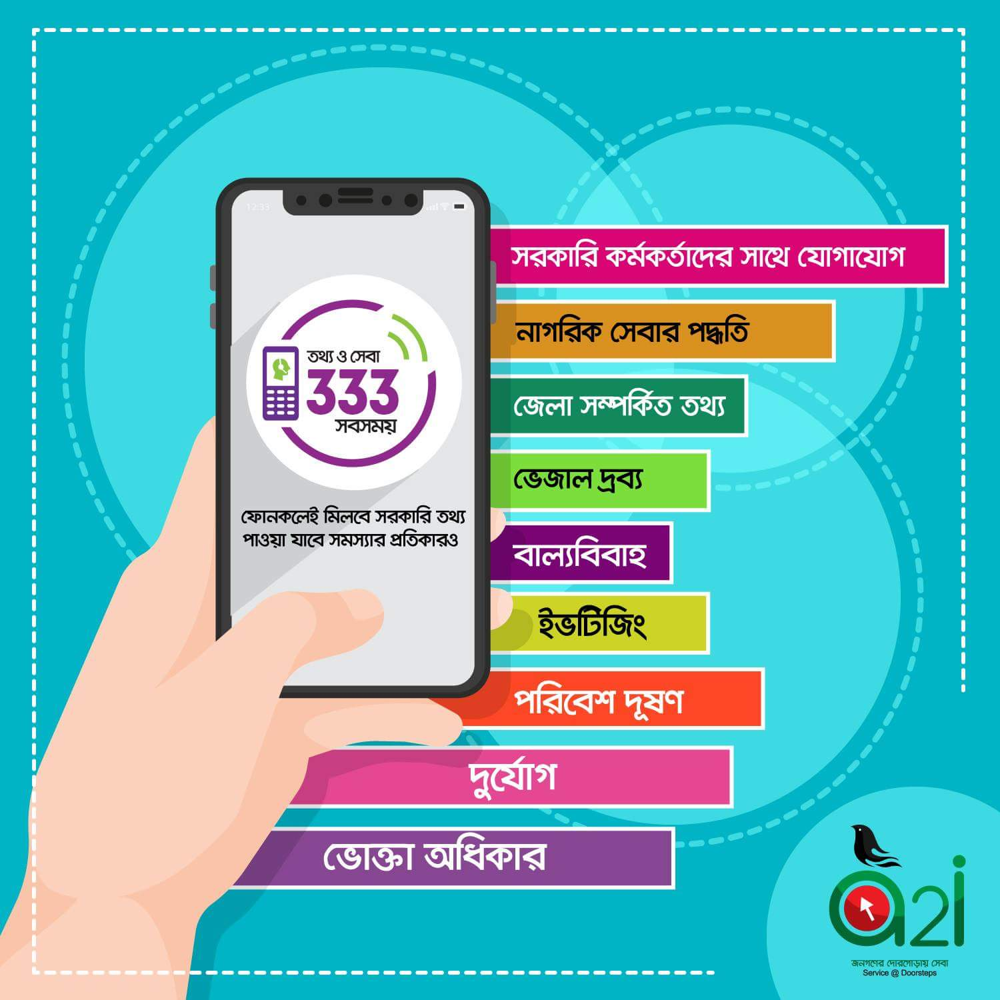 12:33
তথ্য ও সেবা
333
সবসময়
ফোনকলেই মিলবে সরকারি তথ্য
পাওয়া যাবে সমস্যার প্রতিকারও
সরকারি কর্মকর্তাদের সাথে যোগাযোগ
নাগরিক সেবার পদ্ধতি
জেলা সম্পর্কিত তথ্য
ভেজাল দ্রব্য
বাল্যবিবাহ
ইভটিজিং
পরিবেশ দূষণ
দুর্যোগ
ভোক্তা অধিকার
a2i
জনগণের দোরগোড়ায় সেবা
Service @ Doorsteps